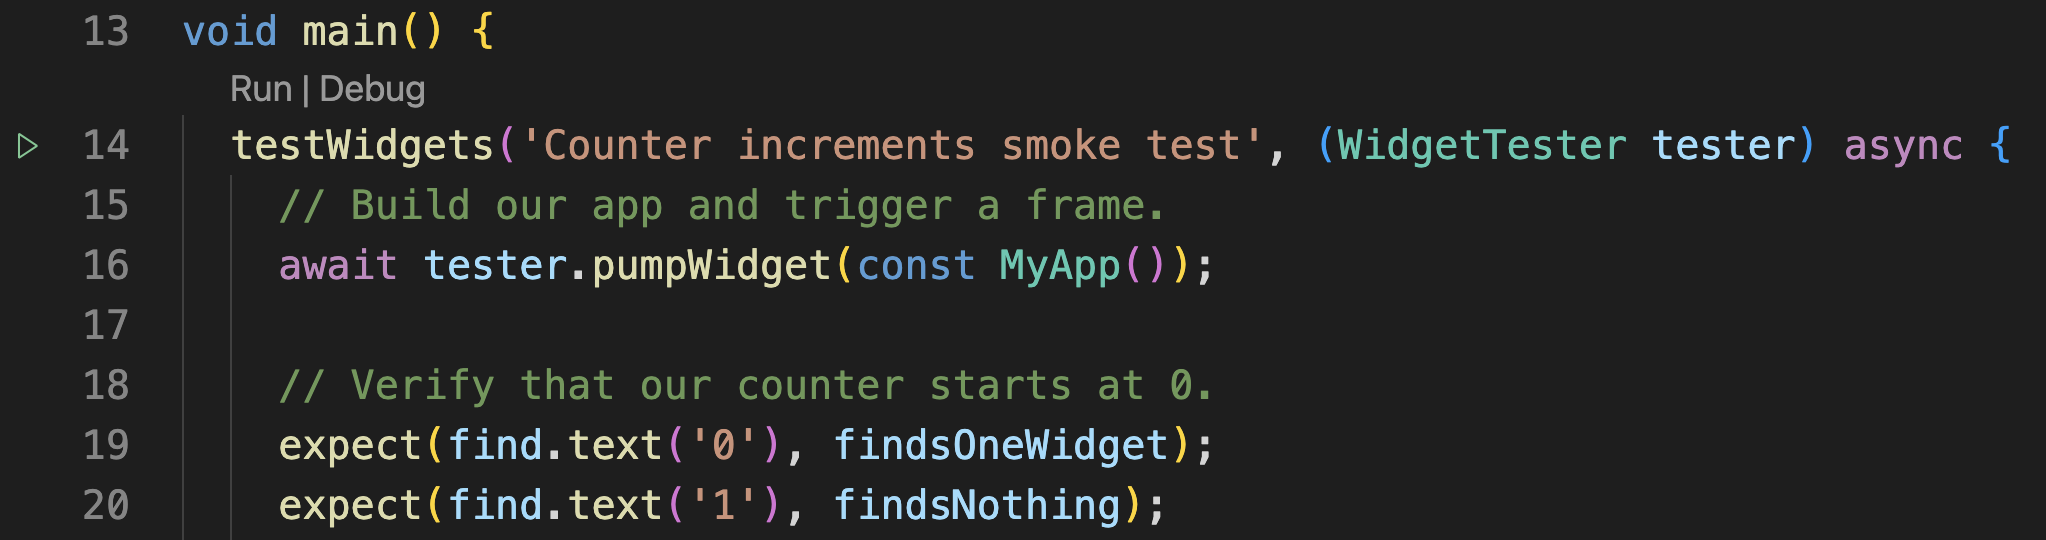 13 void main() {
Run | Debug
14 testWidgets('Counter increments smoke test', (WidgetTester tester) async {
15 // Build our app and trigger a frame.
16 await tester.pumpWidget(const MyApp());
17
18 // Verify that our counter starts at 0.
19 expect(find.text('0'), findsOneWidget);
20 expect(find.text('1'), findsNothing);